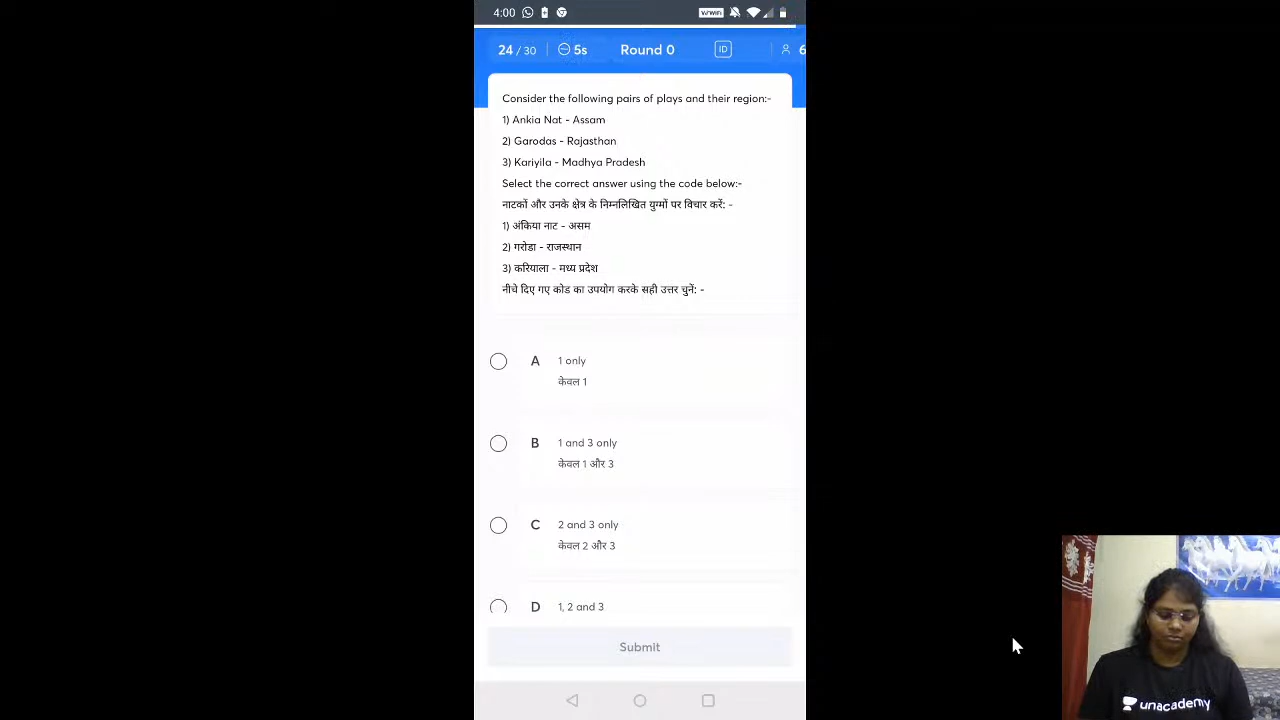 4:00
VoWiFi
24 / 30
5s
Round 0
ID
6
Consider the following pairs of plays and their region:-
1) Ankia Nat - Assam
2) Garodas - Rajasthan
3) Kariyila - Madhya Pradesh
Select the correct answer using the code below:-
नाटकों और उनके क्षेत्र के निम्नलिखित युग्मों पर विचार करें: -
1) अंकिया नाट - असम
2) गरोडा - राजस्थान
3) करियाला - मध्य प्रदेश
नीचे दिए गए कोड का उपयोग करके सही उत्तर चुनें: -
A
1 only
केवल 1
B
1 and 3 only
केवल 1 और 3
C
2 and 3 only
केवल 2 और 3
D
1, 2 and 3
Submit
unacademy